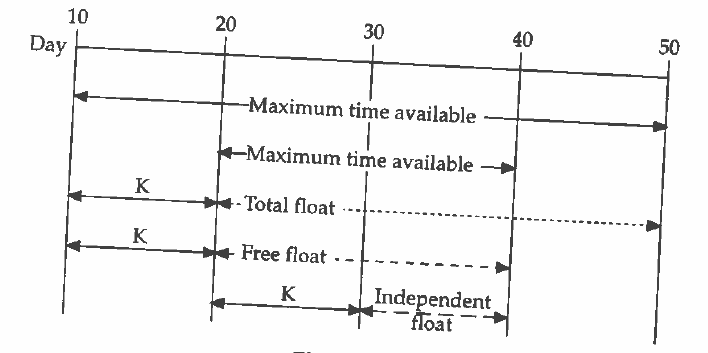 10 20 30 40 50
Day
Maximum time available
Maximum time available
K Total float
K Free float
K Independent
float